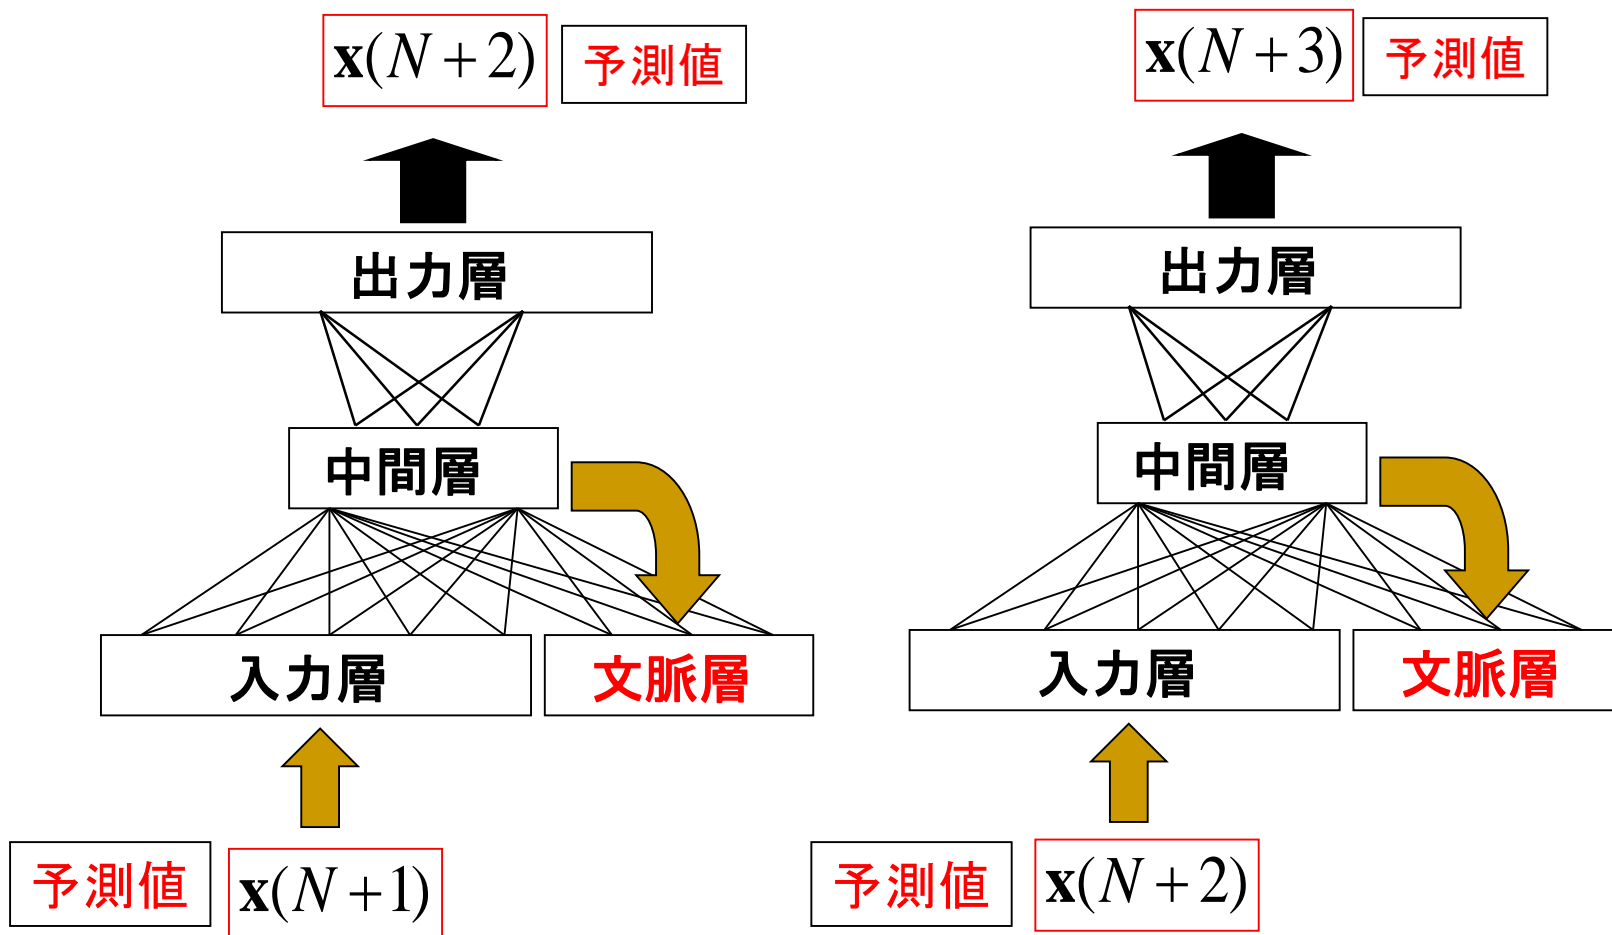 x(N+2) 予測値
出力層
中間層
入力層 文脈層
予測値 x(N+1)
x(N+3) 予測値
出力層
中間層
入力層 文脈層
予測値 x(N+2)